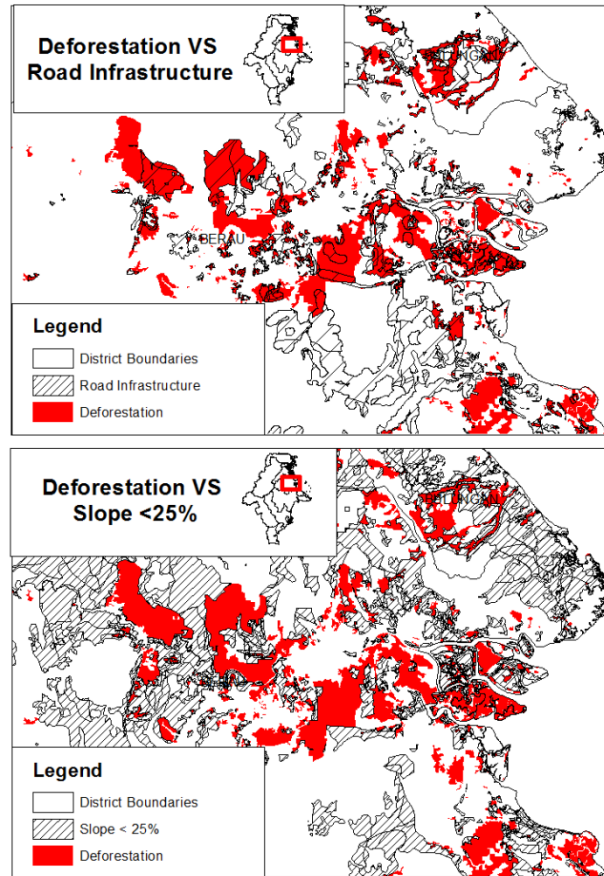 Deforestation VS
Road Infrastructure
BERAU
Legend
District Boundaries
Road Infrastructure
Deforestation
Deforestation VS
Slope <25%
Legend
District Boundaries
Slope < 25%
Deforestation